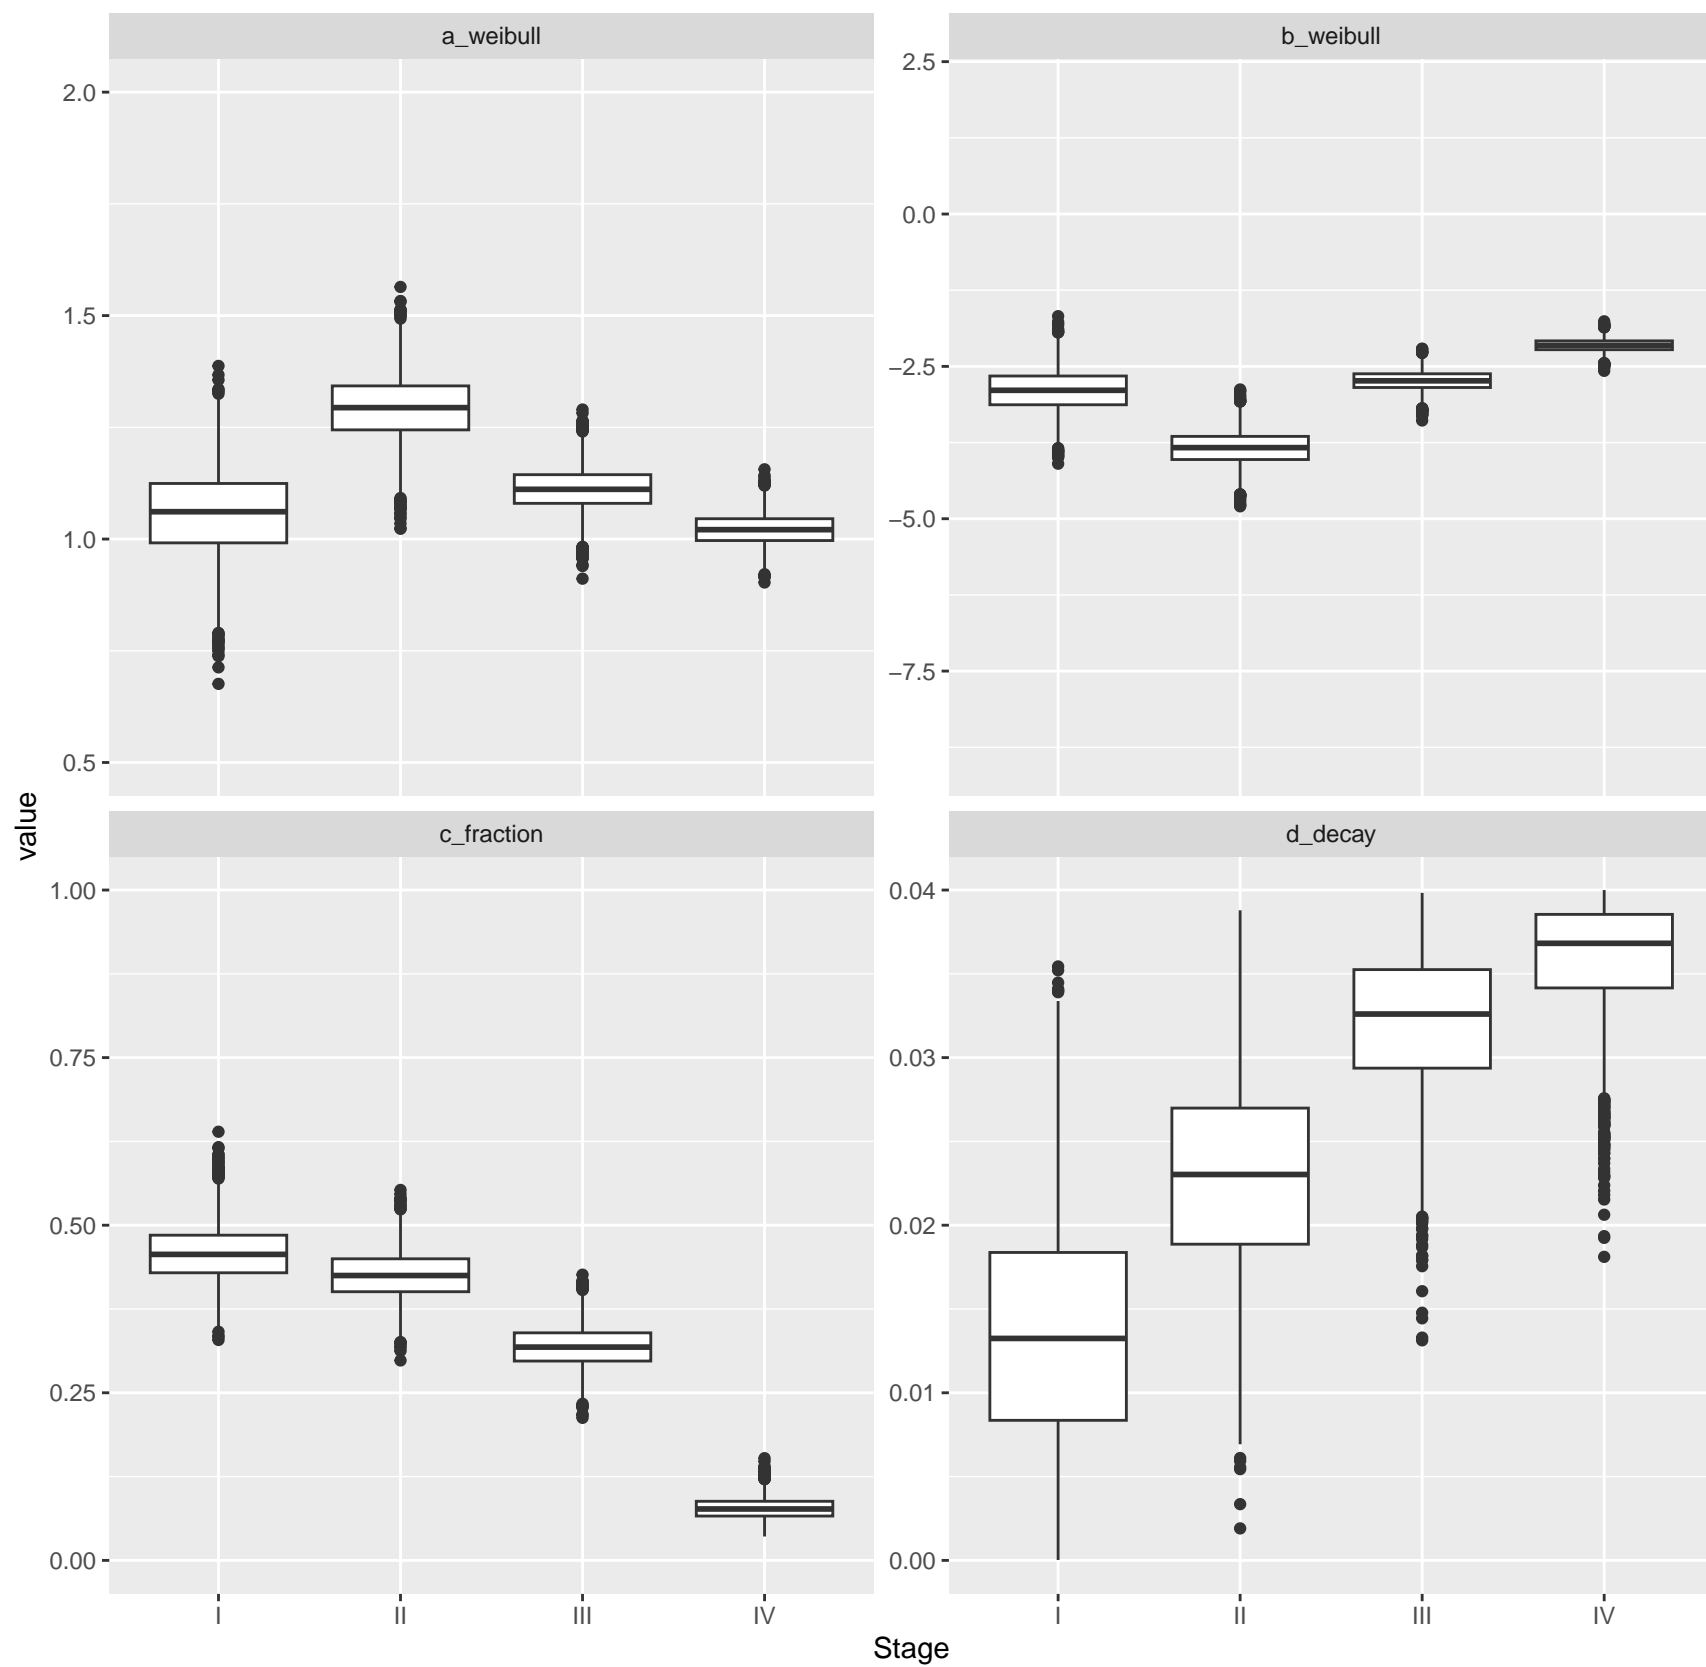 a_weibull
b_weibull
2.0
1.5
1.0
0.5
2.5
0.0
−2.5
−5.0
−7.5
value
c_fraction
d_decay
1.00
0.75
0.50
0.25
0.00
0.04
0.03
0.02
0.01
0.00
I II III IV
I II III IV
Stage